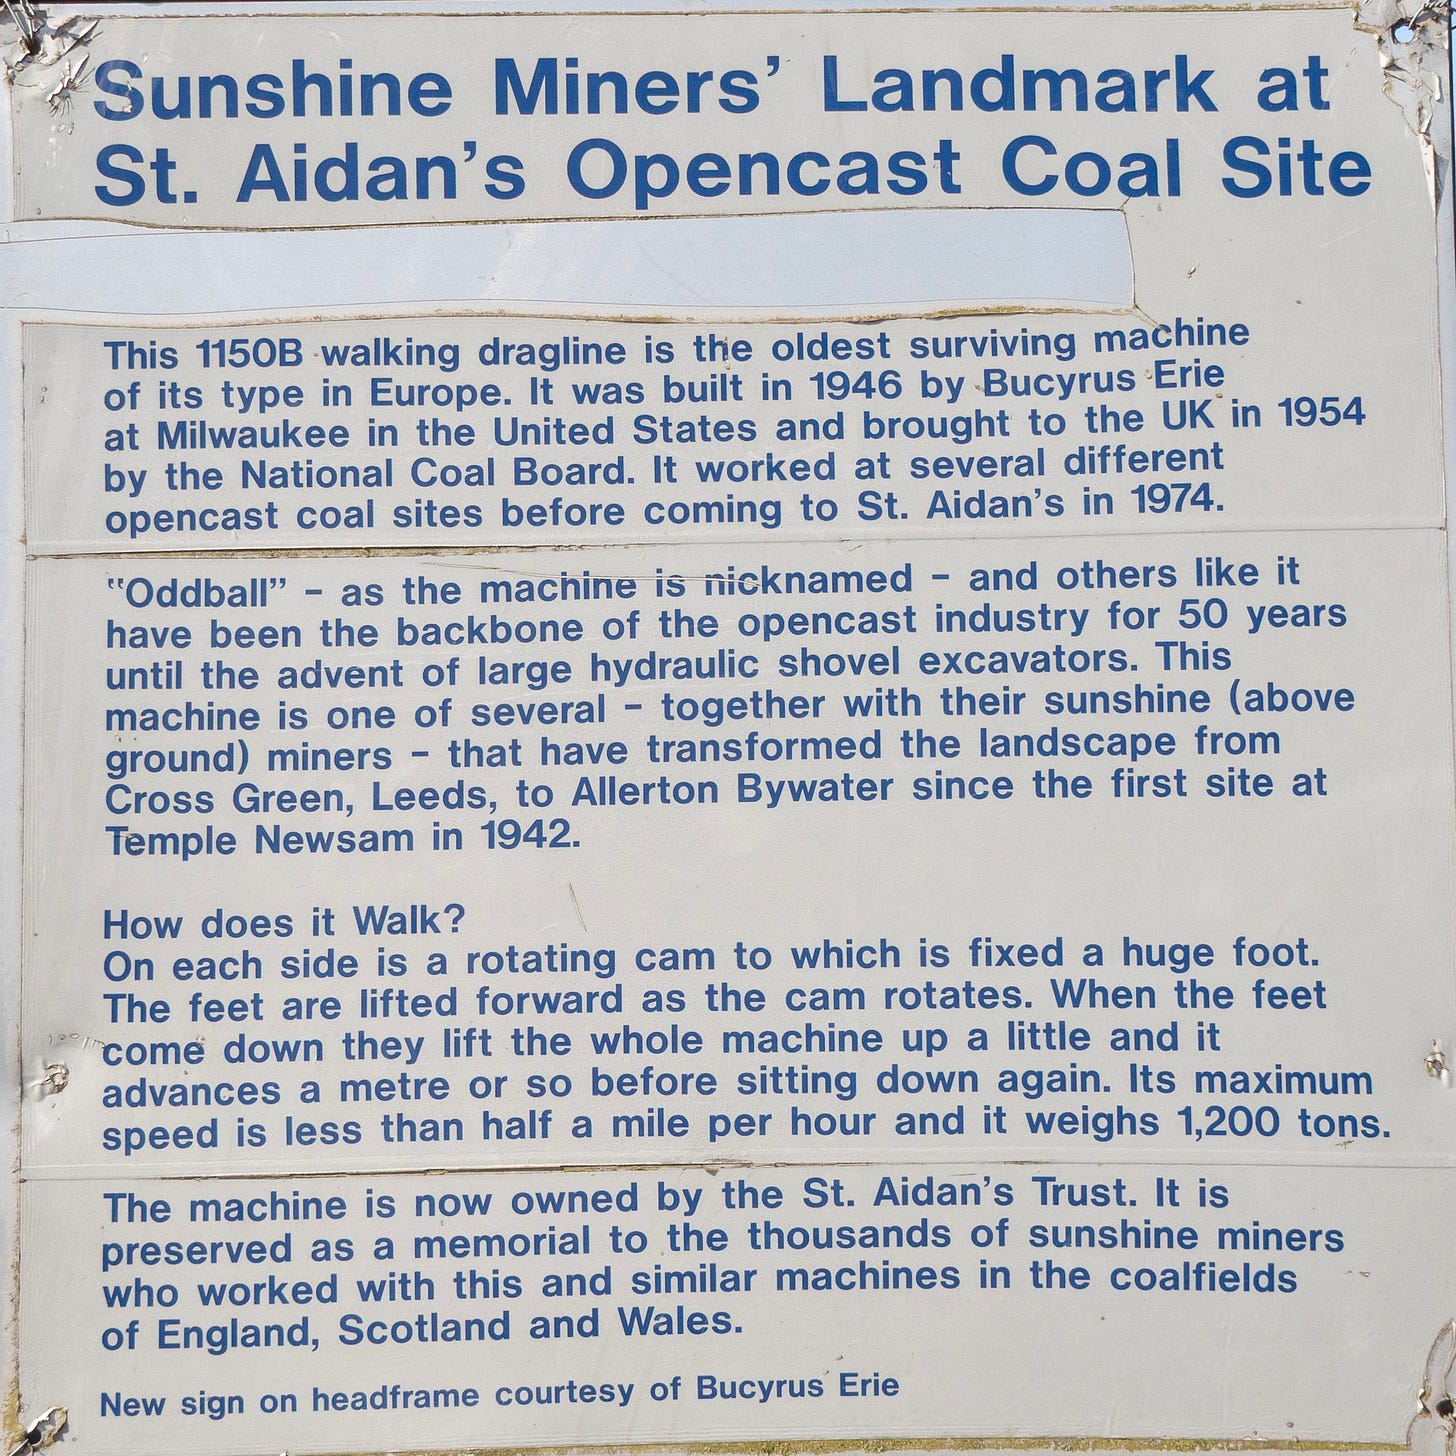 Sunshine Miners’ Landmark at
St. Aidan’s Opencast Coal Site
This 1150B walking dragline is the oldest surviving machine
of its type in Europe. It was built in 1946 by Bucyrus Erie
at Milwaukee in the United States and brought to the UK in 1954
by the National Coal Board. It worked at several different
opencast coal sites before coming to St. Aidan’s in 1974.
“Oddball” – as the machine is nicknamed – and others like it
have been the backbone of the opencast industry for 50 years
until the advent of large hydraulic shovel excavators. This
machine is one of several – together with their sunshine (above
ground) miners – that have transformed the landscape from
Cross Green, Leeds, to Allerton Bywater since the first site at
Temple Newsam in 1942.
How does it Walk?
On each side is a rotating cam to which is fixed a huge foot.
The feet are lifted forward as the cam rotates. When the feet
come down they lift the whole machine up a little and it
advances a metre or so before sitting down again. Its maximum
speed is less than half a mile per hour and it weighs 1,200 tons.
The machine is now owned by the St. Aidan’s Trust. It is
preserved as a memorial to the thousands of sunshine miners
who worked with this and similar machines in the coalfields
of England, Scotland and Wales.
New sign on headframe courtesy of Bucyrus Erie